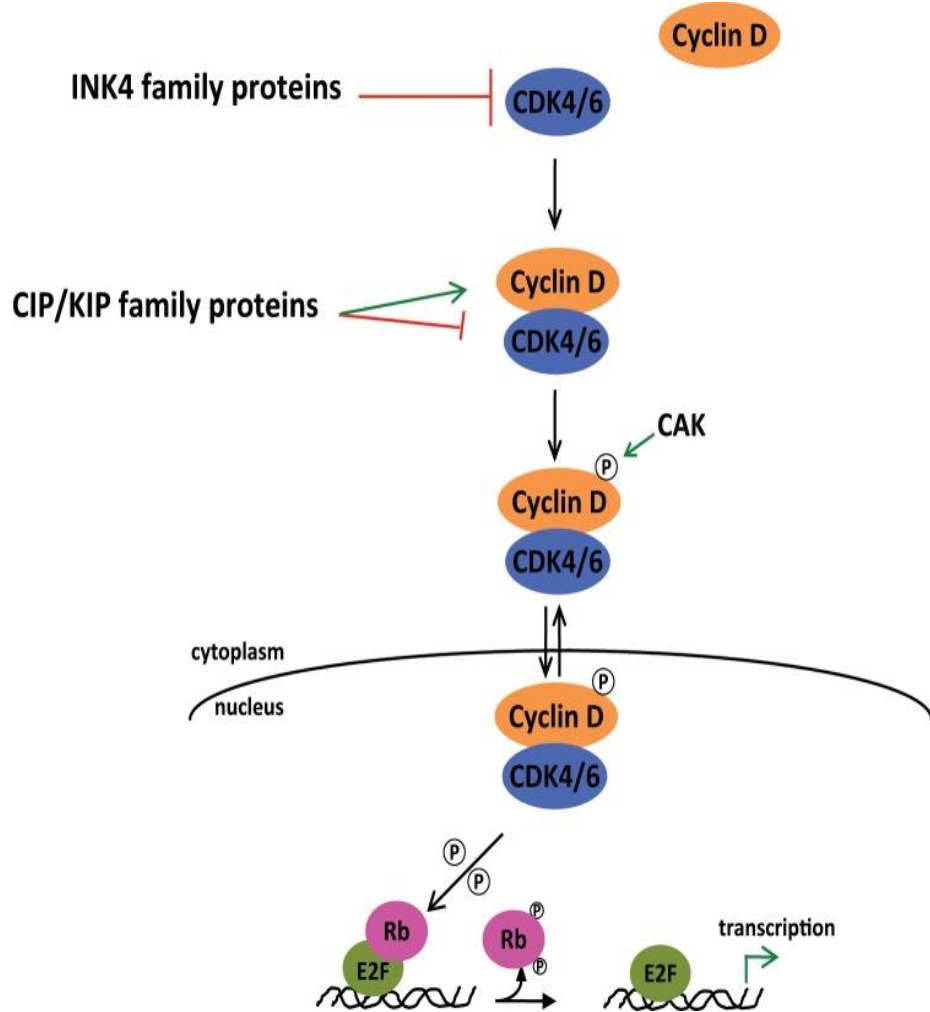 Cyclin D
INK4 family proteins
CDK4/6
Cyclin D
CIP/KIP family proteins
CDK4/6
CAK
P
Cyclin D
CDK4/6
cytoplasm
nucleus
P
Cyclin D
CDK4/6
P
P
Rb
E2F
P
Rb
P
E2F
transcription